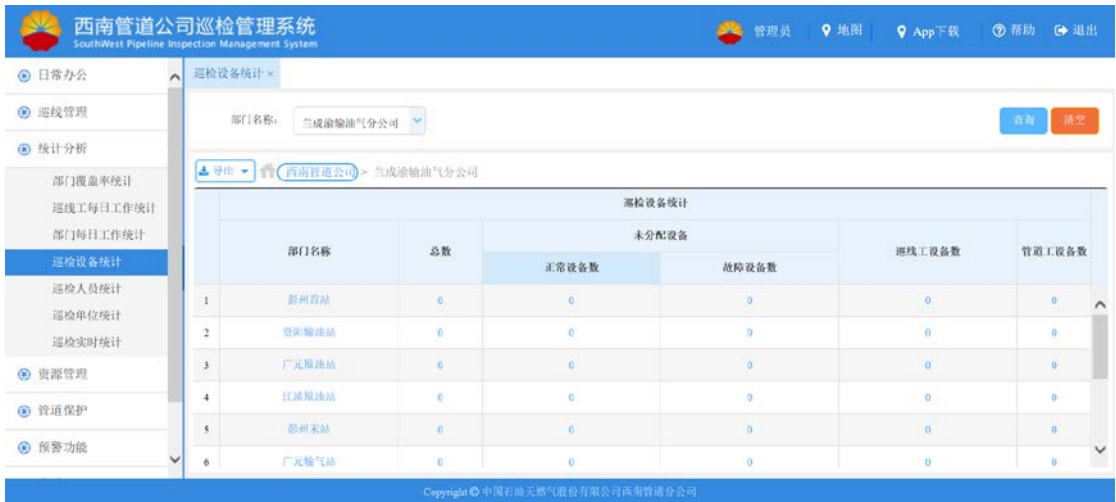 西南管道公司巡检管理系统
SouthWest Pipeline Inspection Management System
管理员 地图 App下载 帮助 退出
日常办公
巡线管理
统计分析
部门覆盖率统计
巡线工每日工作统计
部门每日工作统计
巡检设备统计
巡检人员统计
巡检单位统计
巡检实时统计
资源管理
管道保护
预警功能
巡检设备统计 ×
部门名称: 兰成渝输油气分公司
查询 清空
导出 西南管道公司 > 兰成渝输油气分公司
巡检设备统计
部门名称 总数 未分配设备 巡线工设备数 管道工设备数
正常设备数 故障设备数
1 彭州首站 0 0 0 0 0
2 资阳输油站 0 0 0 0 0
3 广元原油站 0 0 0 0 0
4 江油原油站 0 0 0 0 0
5 彭州末站 0 0 0 0 0
6 广元输气站 0 0 0 0 0
Copyright © 中国石油天然气股份有限公司西南管道分公司